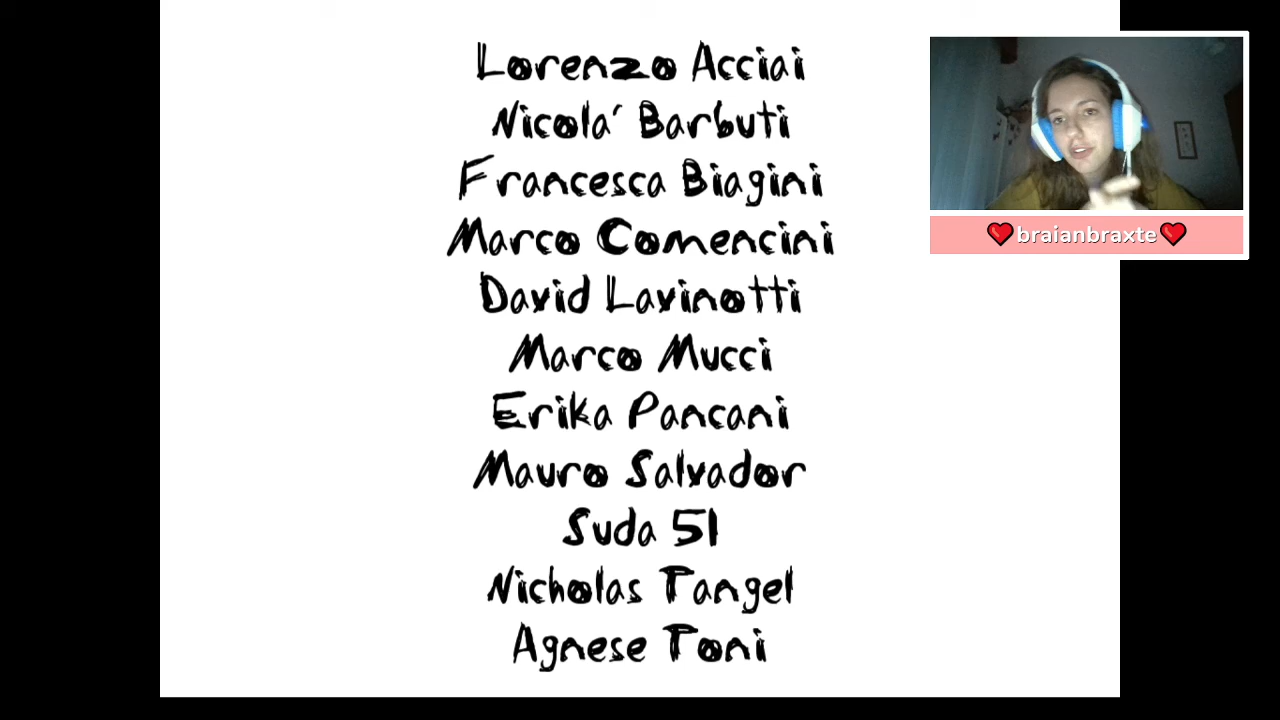 Lorenzo Acciai
Nicola' Barbuti
Francesca Biagini
Marco Comencini
David Lavinotti
Marco Mucci
Erika Pancani
Mauro Salvador
Suda 51
Nicholas Tangel
Agnese Toni
❤️braianbraxte❤️